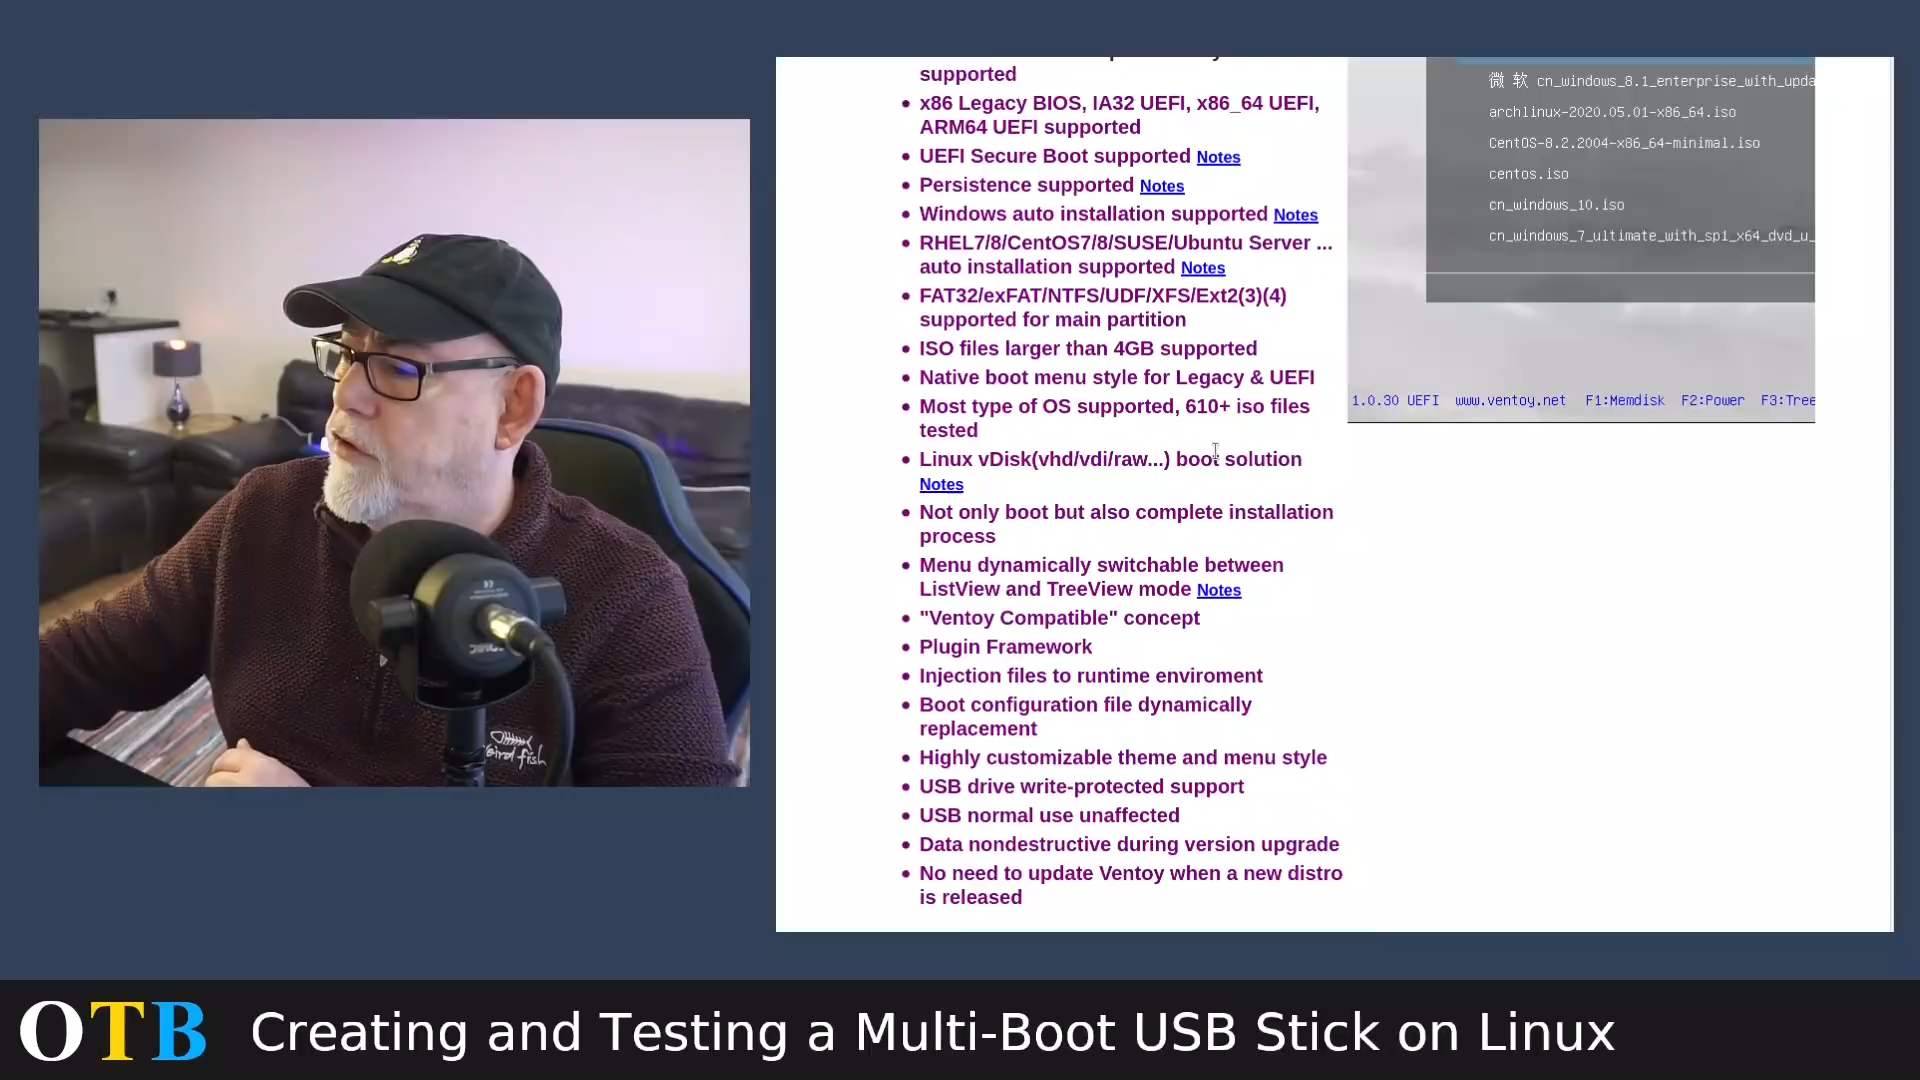 supported
x86 Legacy BIOS, IA32 UEFI, x86_64 UEFI,
ARM64 UEFI supported
UEFI Secure Boot supported Notes
Persistence supported Notes
Windows auto installation supported Notes
RHEL7/8/CentOS7/8/SUSE/Ubuntu Server ...
auto installation supported Notes
FAT32/exFAT/NTFS/UDF/XFS/Ext2(3)(4)
supported for main partition
ISO files larger than 4GB supported
Native boot menu style for Legacy & UEFI
Most type of OS supported, 610+ iso files
tested
Linux vDisk(vhd/vdi/raw...) boot solution
Notes
Not only boot but also complete installation
process
Menu dynamically switchable between
ListView and TreeView mode Notes
"Ventoy Compatible" concept
Plugin Framework
Injection files to runtime enviroment
Boot configuration file dynamically
replacement
Highly customizable theme and menu style
USB drive write-protected support
USB normal use unaffected
Data nondestructive during version upgrade
No need to update Ventoy when a new distro
is released
微 软 cn_windows_8.1_enterprise_with_upda
archlinux-2020.05.01-x86_64.iso
CentOS-8.2.2004-x86_64-minimal.iso
centos.iso
cn_windows_10.iso
cn_windows_7_ultimate_with_sp1_x64_dvd_u_
1.0.30 UEFI www.ventoy.net F1:Memdisk F2:Power F3:Tree
fish
OTB Creating and Testing a Multi-Boot USB Stick on Linux